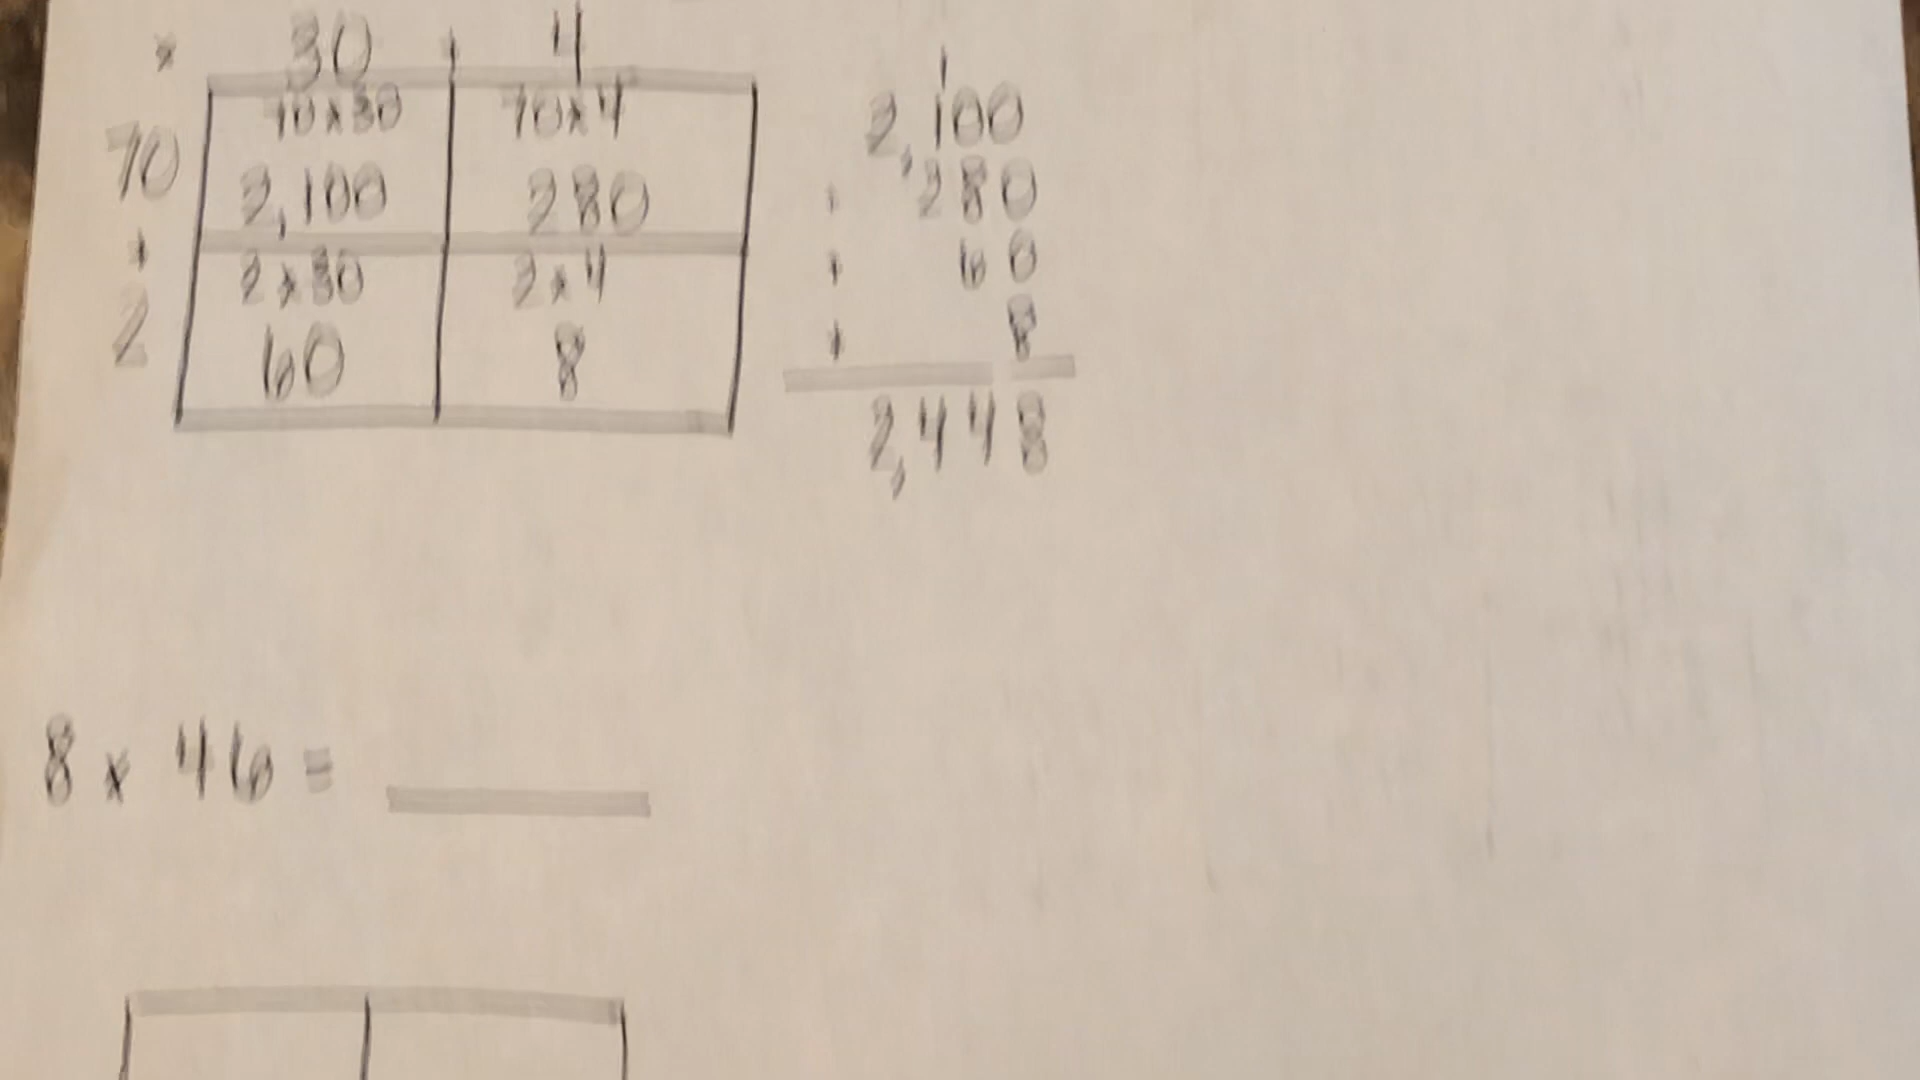 × 30 + 4
70×30 70×4
70 2,100 280
+
2×30 2×4
2 60 8
1
2,100
+ 280
+ 60
+ 8
2,448
8 × 46 =